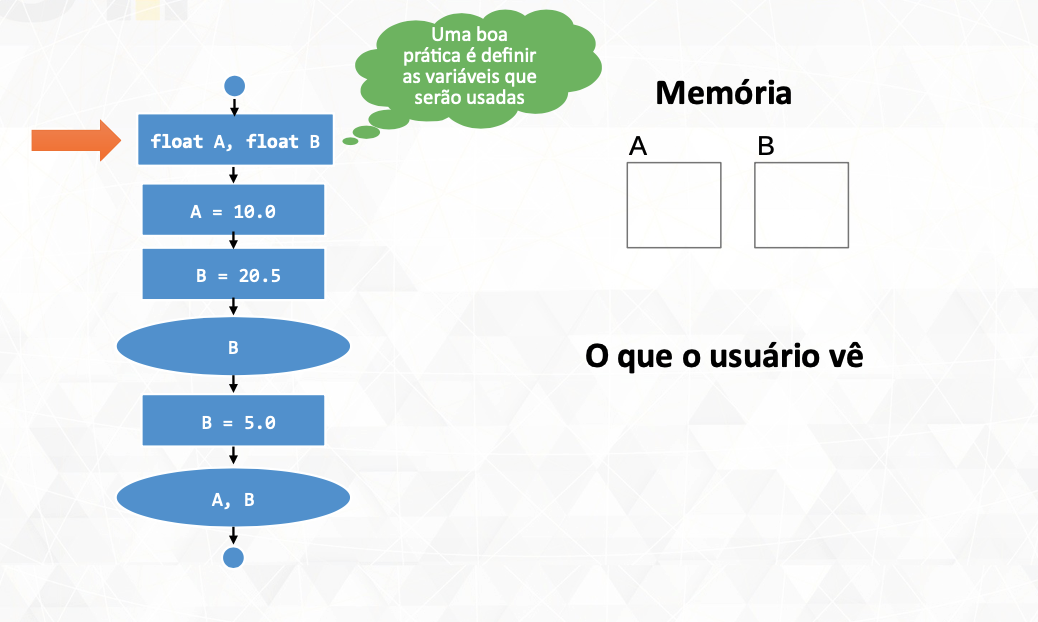 Uma boa
prática é definir
as variáveis que
serão usadas
float A, float B
A = 10.0
B = 20.5
B
B = 5.0
A, B
Memória
A B
O que o usuário vê